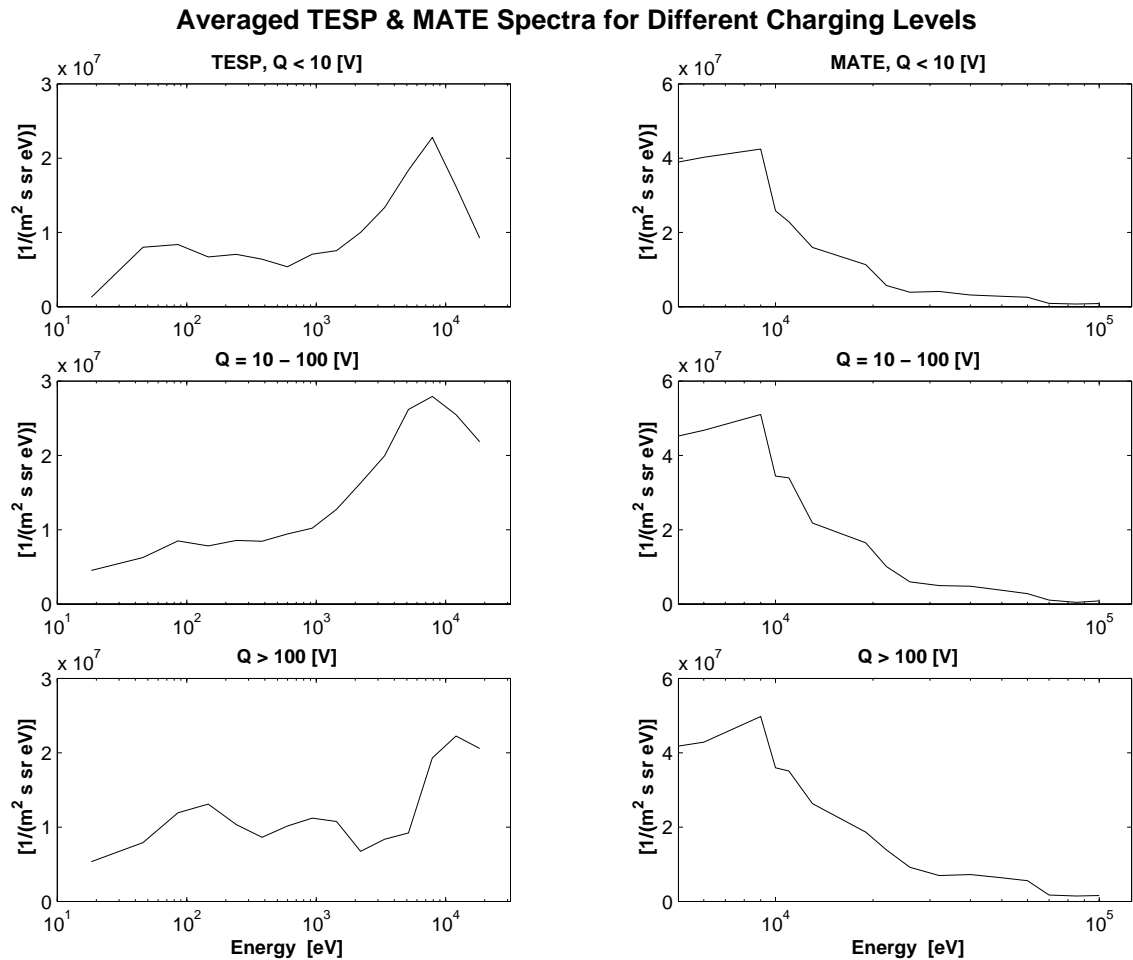 Averaged TESP & MATE Spectra for Different Charging Levels
TESP, Q < 10 [V]
x 10^7
[1/(m^2 s sr eV)]
3
2
1
0
10^1 10^2 10^3 10^4
MATE, Q < 10 [V]
x 10^7
[1/(m^2 s sr eV)]
6
4
2
0
10^4 10^5
Q = 10 − 100 [V]
x 10^7
[1/(m^2 s sr eV)]
3
2
1
0
10^1 10^2 10^3 10^4
Q = 10 − 100 [V]
x 10^7
[1/(m^2 s sr eV)]
6
4
2
0
10^4 10^5
Q > 100 [V]
x 10^7
[1/(m^2 s sr eV)]
3
2
1
0
10^1 10^2 10^3 10^4
Energy [eV]
Q > 100 [V]
x 10^7
[1/(m^2 s sr eV)]
6
4
2
0
10^4 10^5
Energy [eV]